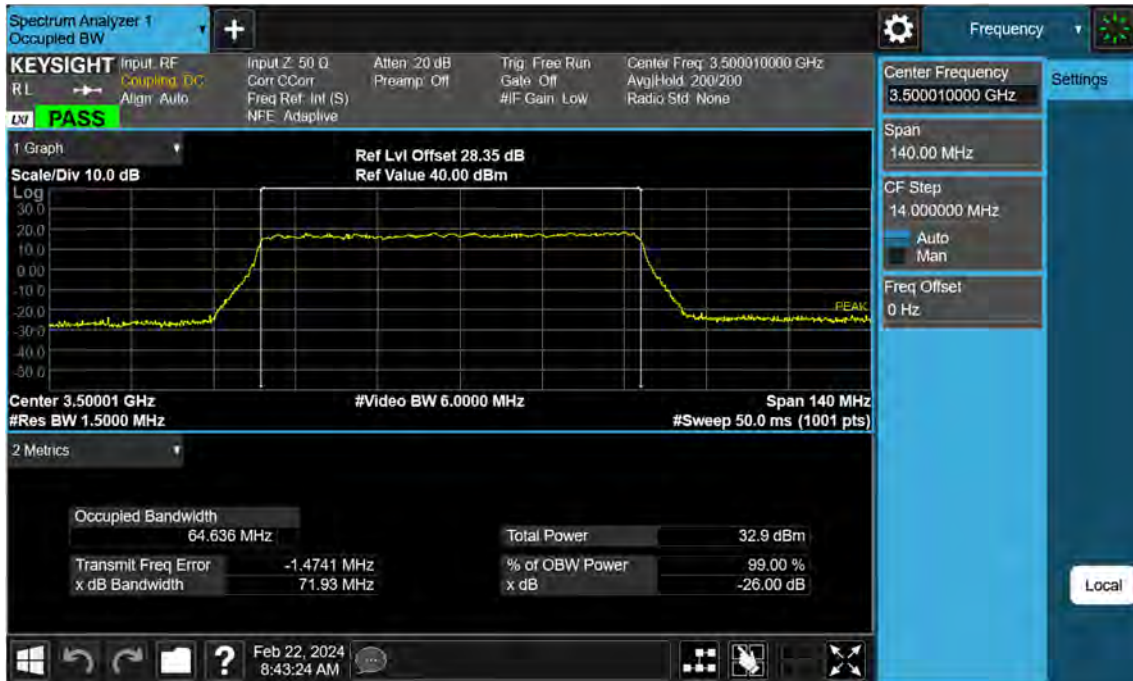 Spectrum Analyzer 1
Occupied BW
Frequency
KEYSIGHT
RL
LXI
PASS
Input: RF
Coupling: DC
Align: Auto
Input Z: 50 Ω
Corr CCorr
Freq Ref: Int (S)
NFE: Adaptive
Atten: 20 dB
Preamp: Off
Trig: Free Run
Gate: Off
#IF Gain: Low
Center Freq: 3.500010000 GHz
Avg|Hold: 200/200
Radio Std: None
Center Frequency
3.500010000 GHz
Settings
Span
140.00 MHz
CF Step
14.000000 MHz
Auto
Man
Freq Offset
0 Hz
Local
1 Graph
Scale/Div 10.0 dB
Ref Lvl Offset 28.35 dB
Ref Value 40.00 dBm
Log
30.0
20.0
10.0
0.00
-10.0
-20.0
-30.0
-40.0
-50.0
PEAK
Center 3.50001 GHz
#Video BW 6.0000 MHz
Span 140 MHz
#Res BW 1.5000 MHz
#Sweep 50.0 ms (1001 pts)
2 Metrics
Occupied Bandwidth
64.636 MHz
Total Power 32.9 dBm
Transmit Freq Error -1.4741 MHz
% of OBW Power 99.00 %
x dB Bandwidth 71.93 MHz
x dB -26.00 dB
?
Feb 22, 2024
8:43:24 AM